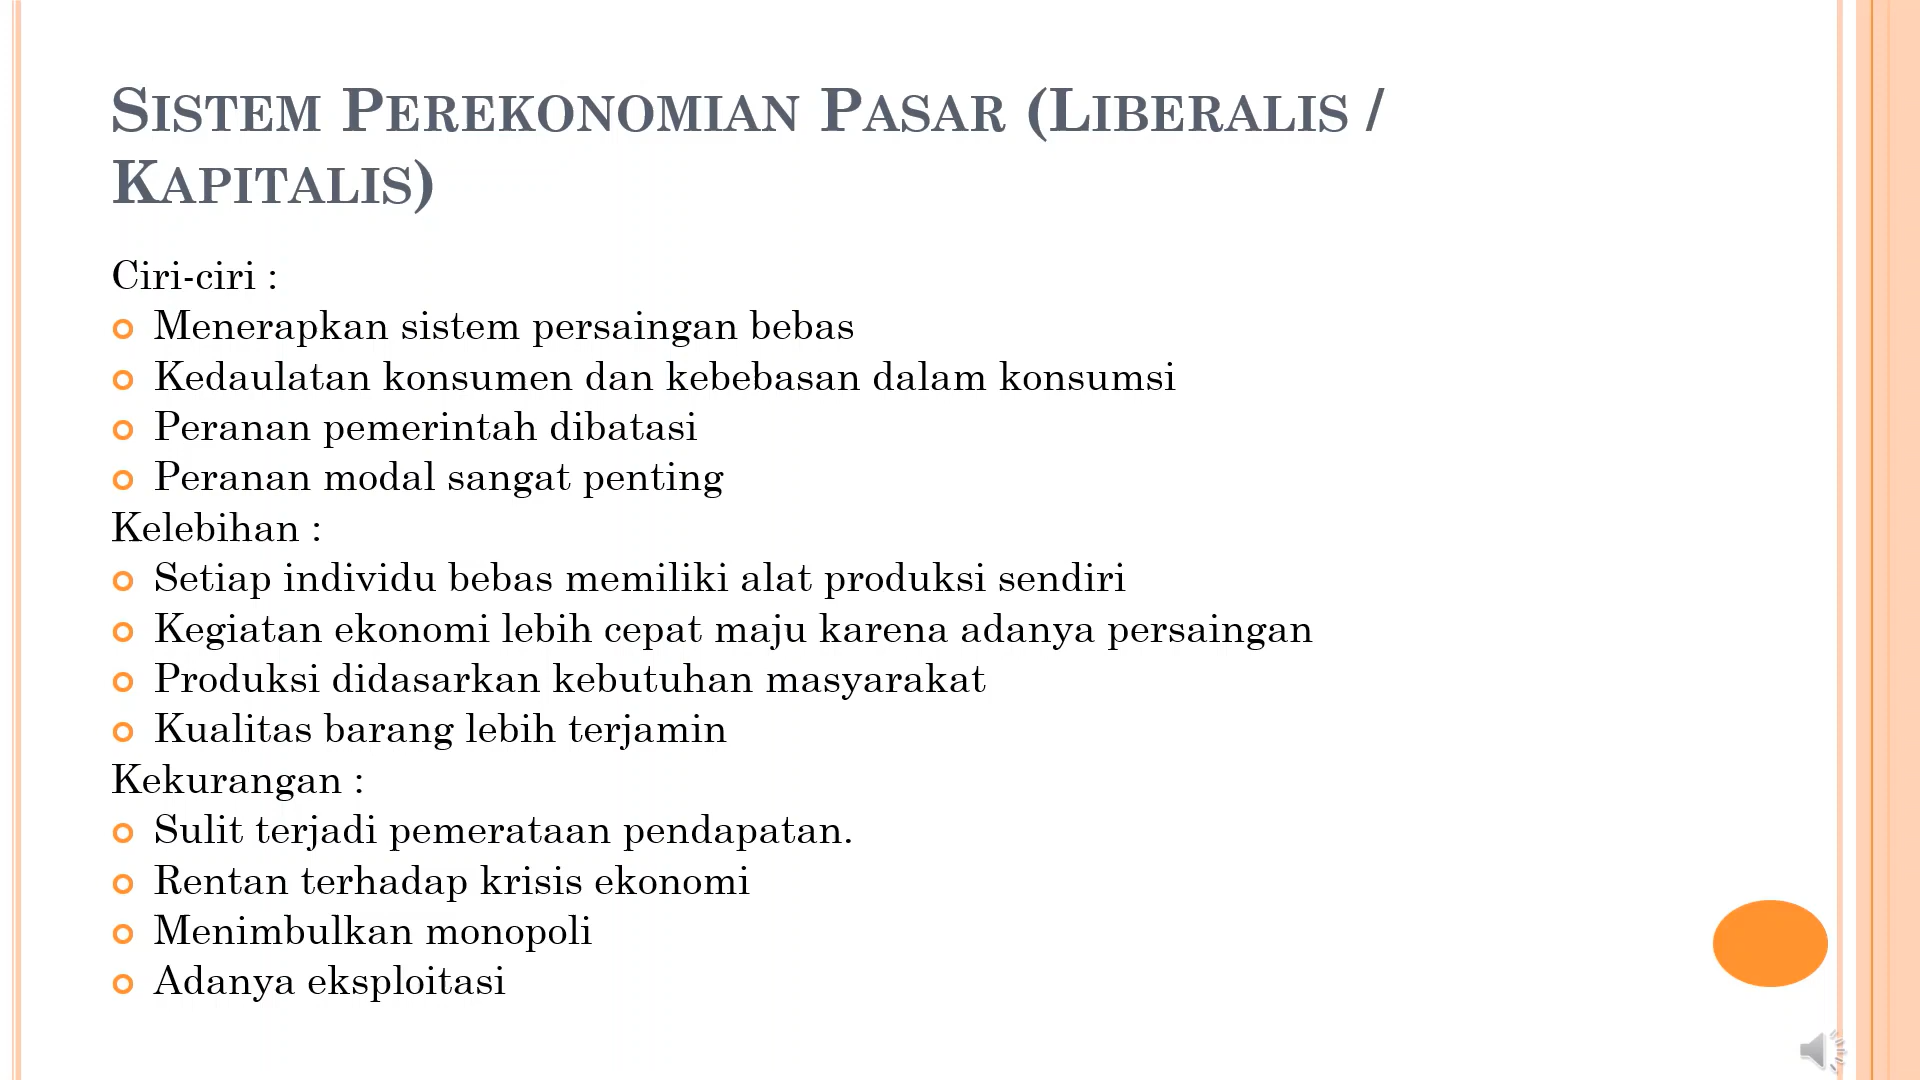 Sistem Perekonomian Pasar (Liberalis /
Kapitalis)
Ciri-ciri :
Menerapkan sistem persaingan bebas
Kedaulatan konsumen dan kebebasan dalam konsumsi
Peranan pemerintah dibatasi
Peranan modal sangat penting
Kelebihan :
Setiap individu bebas memiliki alat produksi sendiri
Kegiatan ekonomi lebih cepat maju karena adanya persaingan
Produksi didasarkan kebutuhan masyarakat
Kualitas barang lebih terjamin
Kekurangan :
Sulit terjadi pemerataan pendapatan.
Rentan terhadap krisis ekonomi
Menimbulkan monopoli
Adanya eksploitasi